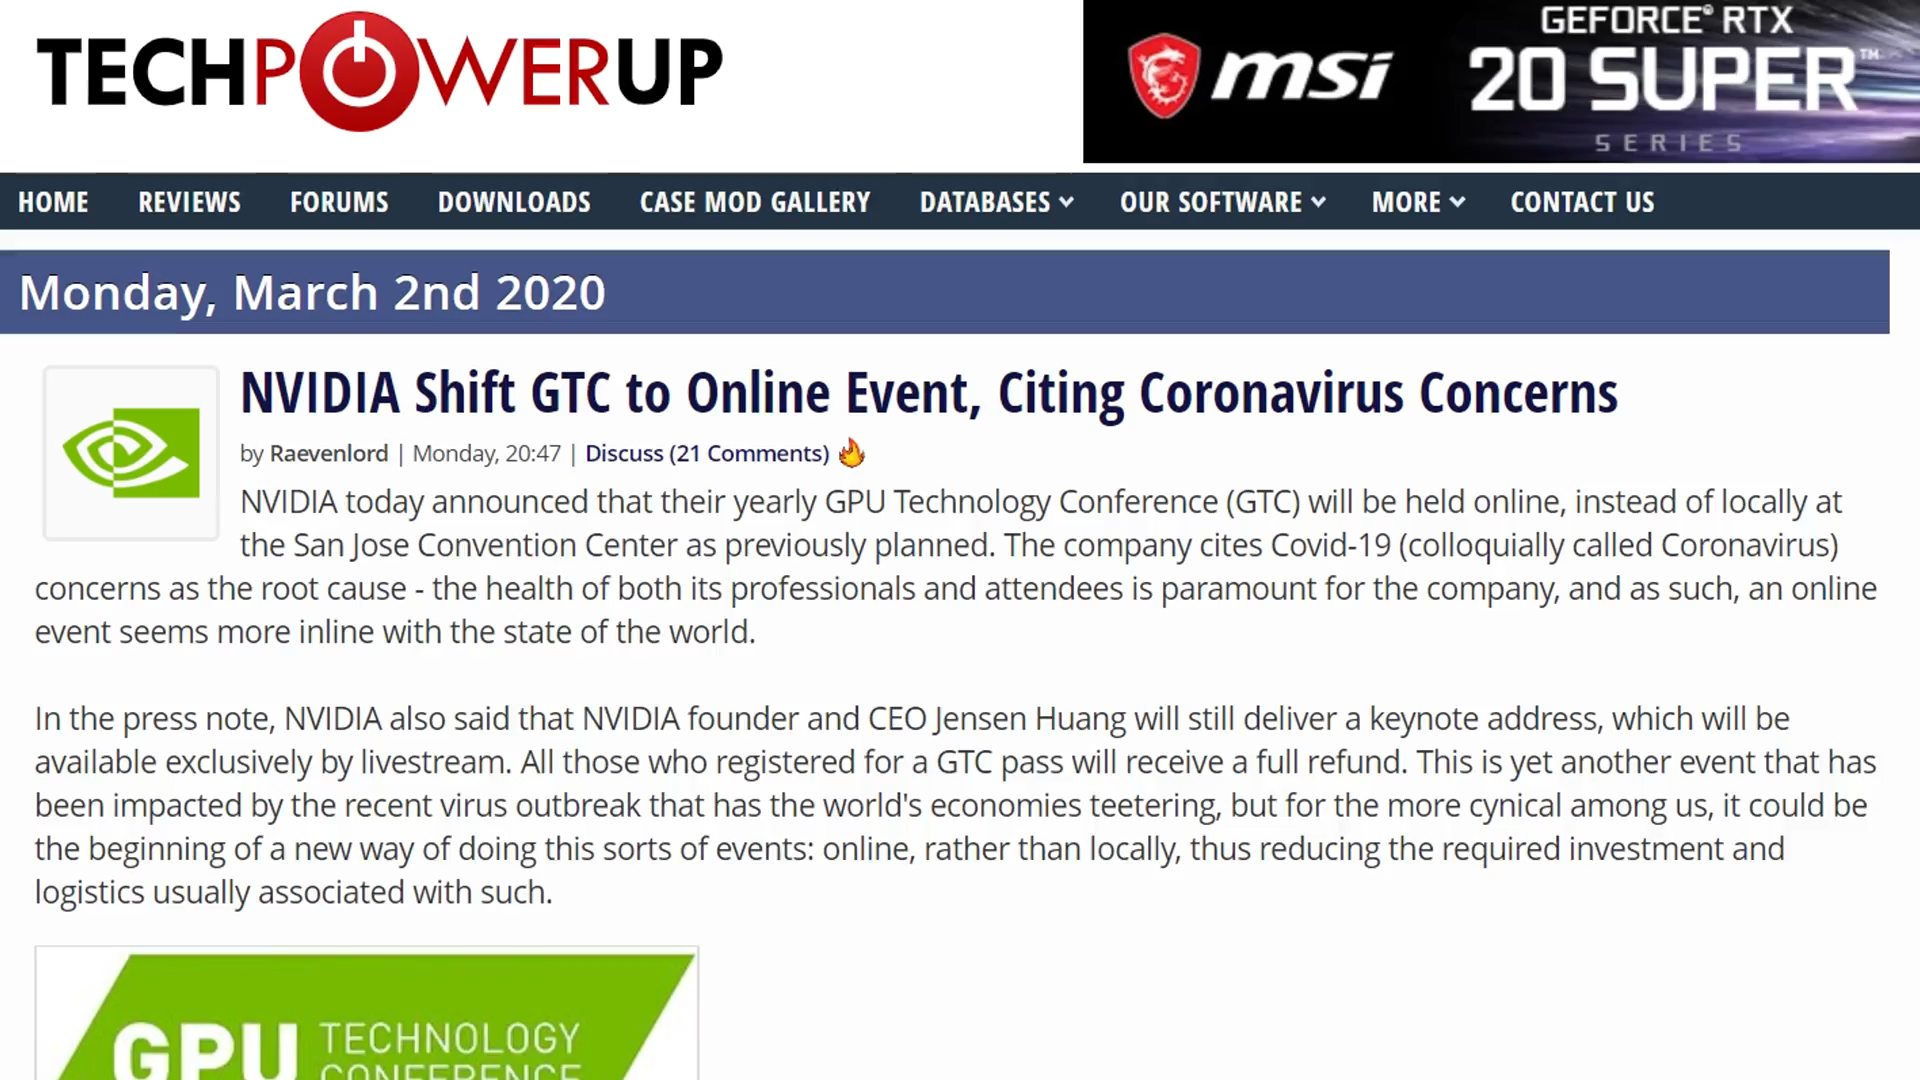 TECHPOWERUP
msi
GEFORCE® RTX
20 SUPER™
SERIES
HOME REVIEWS FORUMS DOWNLOADS CASE MOD GALLERY DATABASES OUR SOFTWARE MORE CONTACT US
Monday, March 2nd 2020
NVIDIA Shift GTC to Online Event, Citing Coronavirus Concerns
by Raevenlord | Monday, 20:47 | Discuss (21 Comments)
NVIDIA today announced that their yearly GPU Technology Conference (GTC) will be held online, instead of locally at
the San Jose Convention Center as previously planned. The company cites Covid-19 (colloquially called Coronavirus)
concerns as the root cause - the health of both its professionals and attendees is paramount for the company, and as such, an online
event seems more inline with the state of the world.
In the press note, NVIDIA also said that NVIDIA founder and CEO Jensen Huang will still deliver a keynote address, which will be
available exclusively by livestream. All those who registered for a GTC pass will receive a full refund. This is yet another event that has
been impacted by the recent virus outbreak that has the world's economies teetering, but for the more cynical among us, it could be
the beginning of a new way of doing this sorts of events: online, rather than locally, thus reducing the required investment and
logistics usually associated with such.
GPU TECHNOLOGY
CONFERENCE